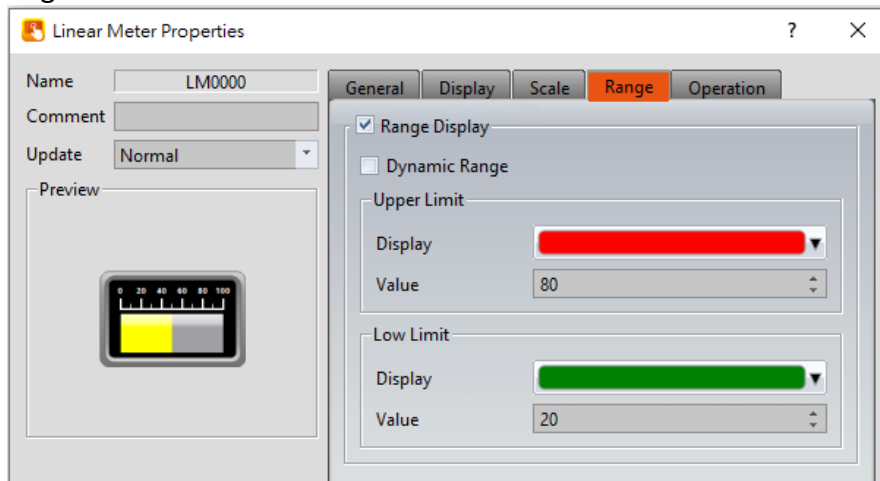 Linear Meter Properties ?
Name LM0000
Comment
Update Normal
Preview
0 20 40 60 80 100
General Display Scale Range Operation
Range Display
Dynamic Range
Upper Limit
Display
Value 80
Low Limit
Display
Value 20